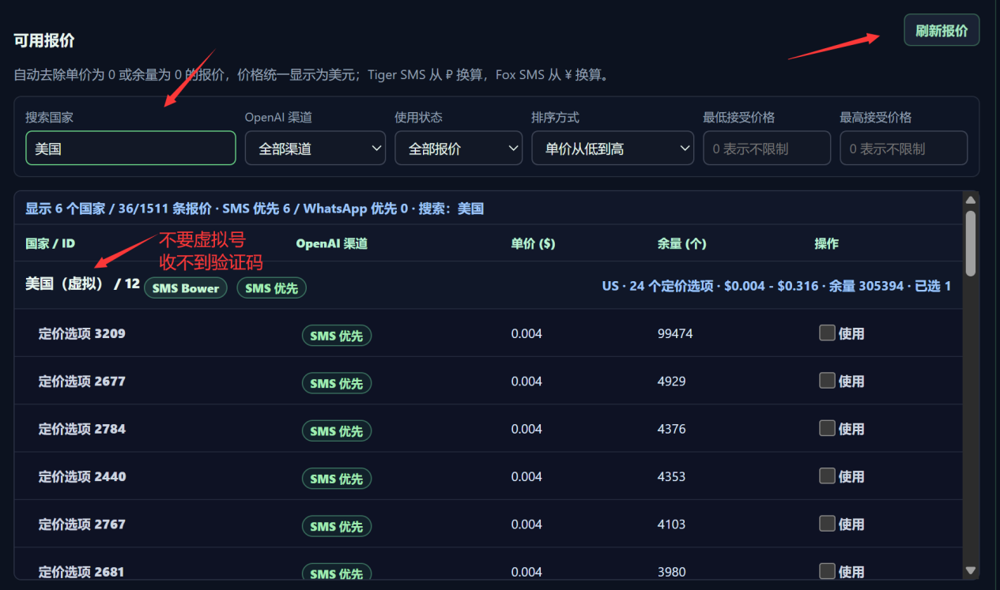 可用报价
刷新报价
自动去除单价为 0 或余量为 0 的报价，价格统一显示为美元；Tiger SMS 从 ₽ 换算，Fox SMS 从 ¥ 换算。
搜索国家 OpenAI 渠道 使用状态 排序方式 最低接受价格 最高接受价格
美国 全部渠道 全部报价 单价从低到高 0 表示不限制 0 表示不限制
显示 6 个国家 / 36/1511 条报价 · SMS 优先 6 / WhatsApp 优先 0 · 搜索：美国
国家 / ID OpenAI 渠道 单价 ($) 余量 (个) 操作
不要虚拟号
收不到验证码
美国（虚拟） / 12 SMS Bower SMS 优先 US · 24 个定价选项 · $0.004 - $0.316 · 余量 305394 · 已选 1
定价选项 3209 SMS 优先 0.004 99474 使用
定价选项 2677 SMS 优先 0.004 4929 使用
定价选项 2784 SMS 优先 0.004 4376 使用
定价选项 2440 SMS 优先 0.004 4353 使用
定价选项 2767 SMS 优先 0.004 4103 使用
定价选项 2681 SMS 优先 0.004 3980 使用